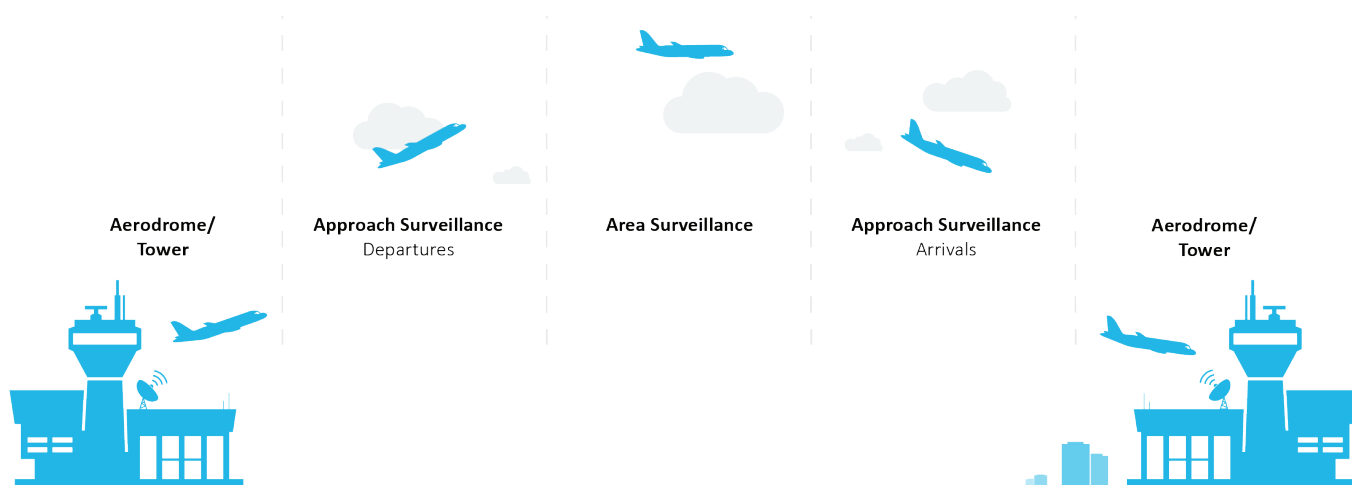 Aerodrome/
Tower
Approach Surveillance
Departures
Area Surveillance
Approach Surveillance
Arrivals
Aerodrome/
Tower